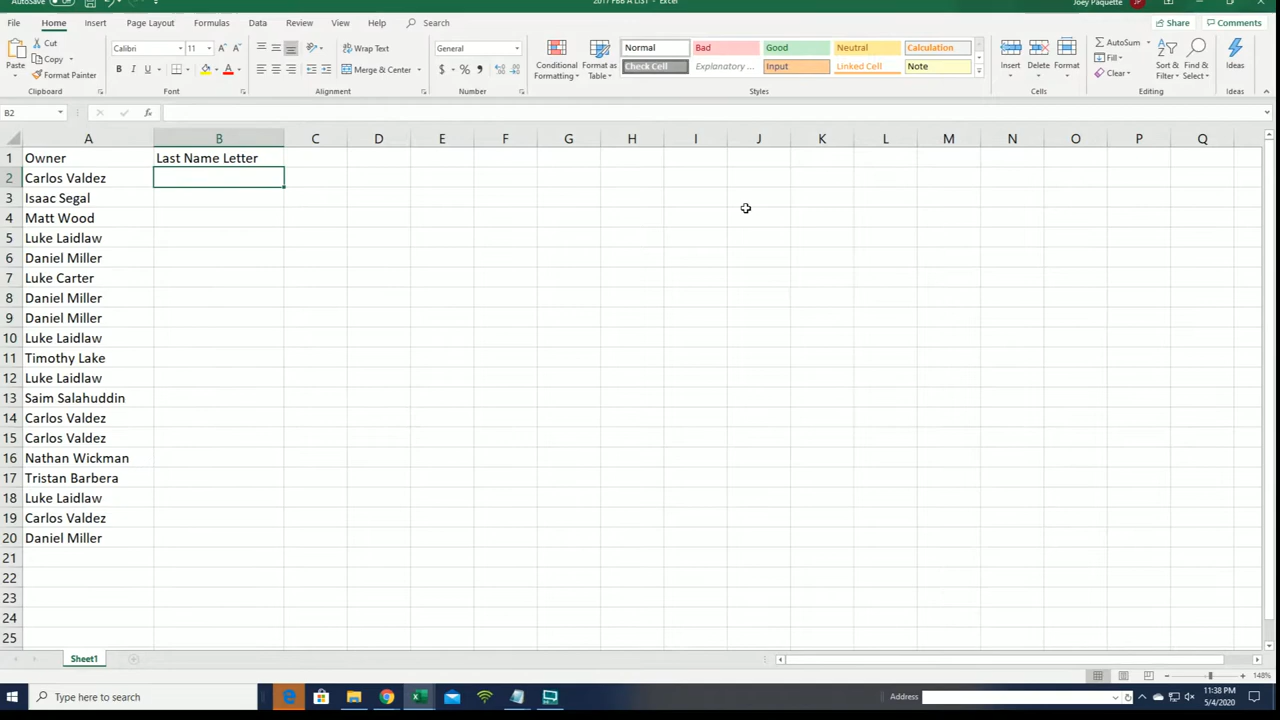 AutoSave Off 2017 FBB A LIST - Excel Joey Paquette JP
File Home Insert Page Layout Formulas Data Review View Help Search Share Comments
Paste Cut Copy Format Painter Clipboard
Calibri 11 B I U A Font
Wrap Text Merge & Center Alignment
General $ % , Number
Conditional Formatting Format as Table
Normal Bad Good Neutral Calculation
Check Cell Explanatory ... Input Linked Cell Note
Styles
Insert Delete Format Cells
AutoSum Fill Clear Sort & Filter Find & Select Editing
Ideas Ideas
B2 fx
A B C D E F G H I J K L M N O P Q
1 Owner Last Name Letter
2 Carlos Valdez
3 Isaac Segal
4 Matt Wood
5 Luke Laidlaw
6 Daniel Miller
7 Luke Carter
8 Daniel Miller
9 Daniel Miller
10 Luke Laidlaw
11 Timothy Lake
12 Luke Laidlaw
13 Saim Salahuddin
14 Carlos Valdez
15 Carlos Valdez
16 Nathan Wickman
17 Tristan Barbera
18 Luke Laidlaw
19 Carlos Valdez
20 Daniel Miller
21
22
23
24
25
Sheet1
148%
Type here to search Address 11:38 PM
5/4/2020